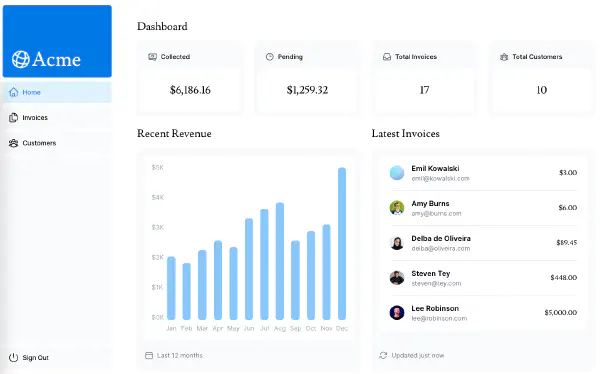 Acme
Home
Invoices
Customers
Sign Out
Dashboard
Collected
$6,186.16
Pending
$1,259.32
Total Invoices
17
Total Customers
10
Recent Revenue
$5K
$4K
$3K
$2K
$1K
$0K
Jan Feb Mar Apr May Jun Jul Aug Sep Oct Nov Dec
Last 12 months
Latest Invoices
Emil Kowalski
emil@kowalski.com
$3.00
Amy Burns
amy@burns.com
$6.00
Delba de Oliveira
delba@oliveira.com
$89.45
Steven Tey
steven@tey.com
$448.00
Lee Robinson
lee@robinson.com
$5,000.00
Updated just now